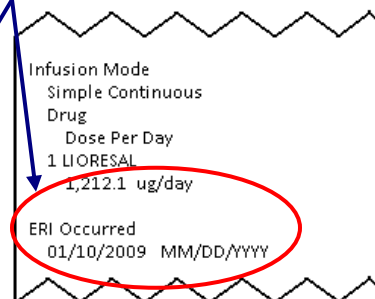 Infusion Mode
Simple Continuous
Drug
Dose Per Day
1 LIORESAL
1,212.1 ug/day
ERI Occurred
01/10/2009 MM/DD/YYYY